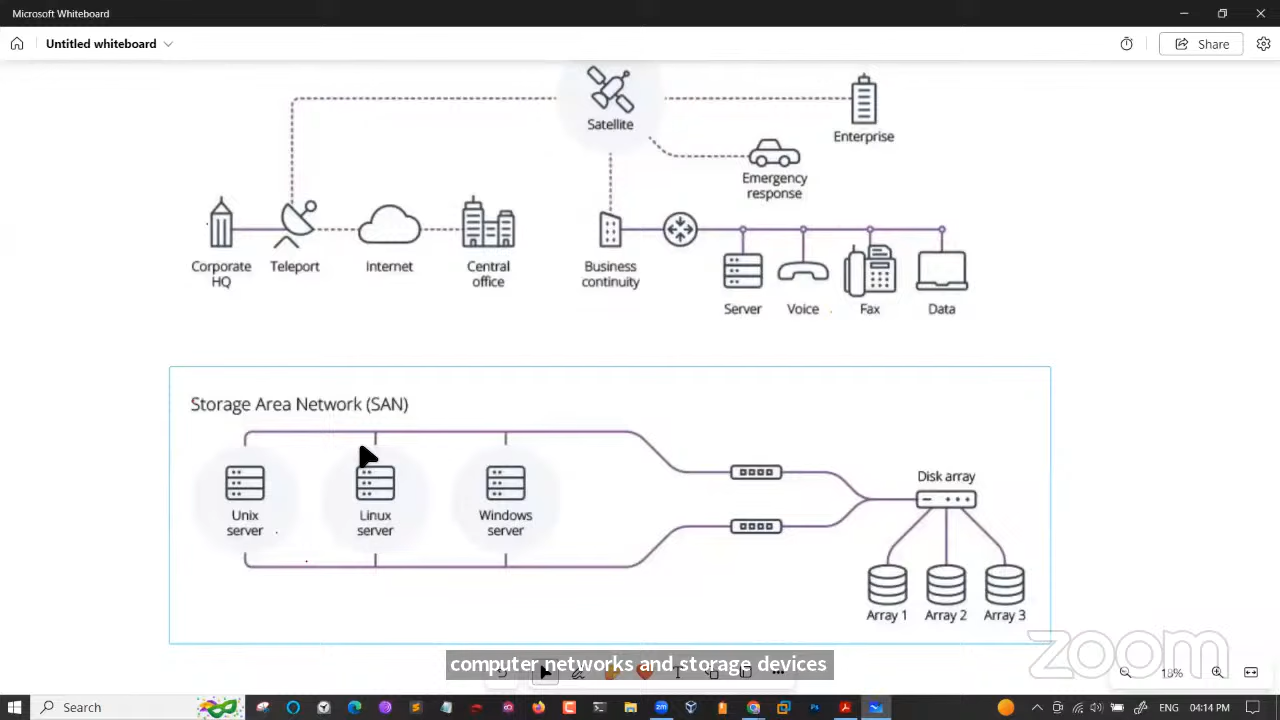 Microsoft Whiteboard
Untitled whiteboard
Share
Satellite
Enterprise
Emergency
response
Corporate
HQ
Teleport
Internet
Central
office
Business
continuity
Server
Voice
Fax
Data
Storage Area Network (SAN)
Unix
server
Linux
server
Windows
server
Disk array
Array 1
Array 2
Array 3
computer networks and storage devices
zoom
Search
ENG
04:14 PM